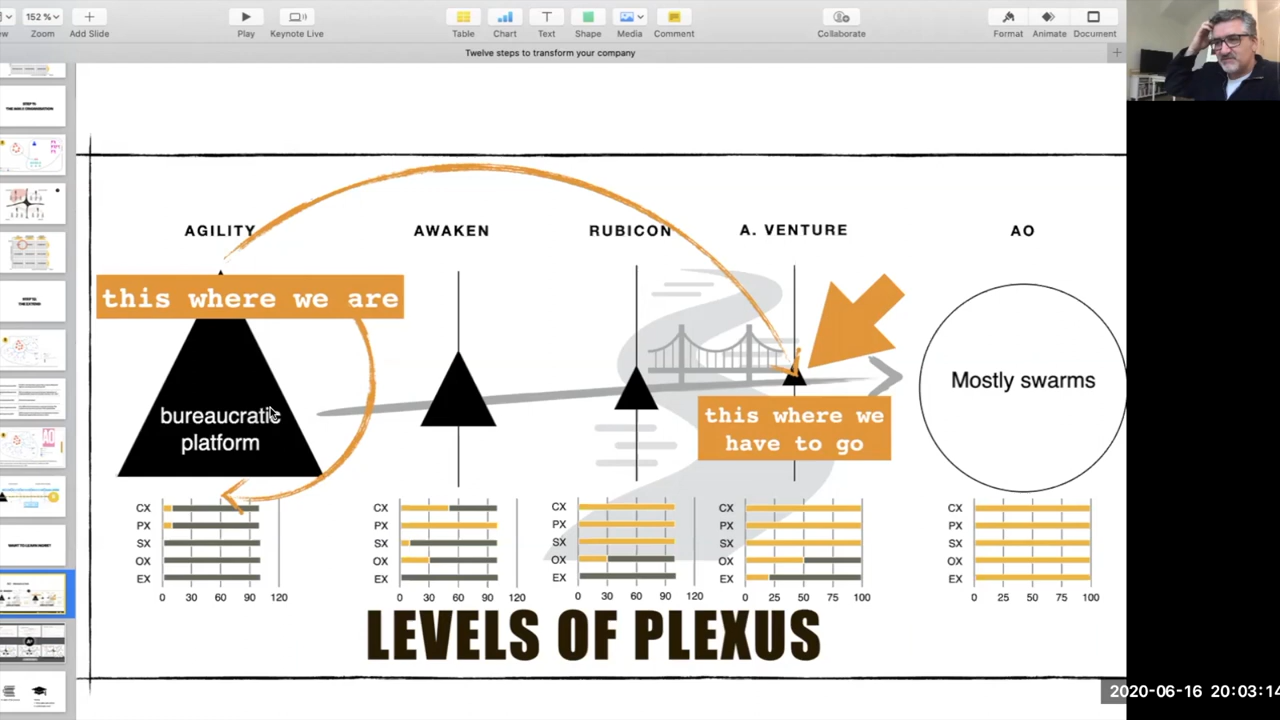 152 %
Zoom
Add Slide
Play
Keynote Live
Table
Chart
Text
Shape
Media
Comment
Collaborate
Format
Animate
Document
Twelve steps to transform your company
AGILITY
AWAKEN
RUBICON
A. VENTURE
AO
this where we are
bureaucratic
platform
this where we
have to go
Mostly swarms
CX
PX
SX
OX
EX
0 30 60 90 120
CX
PX
SX
OX
EX
0 30 60 90 120
CX
PX
SX
OX
EX
0 30 60 90 120
CX
PX
SX
OX
EX
0 25 50 75 100
CX
PX
SX
OX
EX
0 25 50 75 100
LEVELS OF PLEXUS
2020-06-16 20:03:14